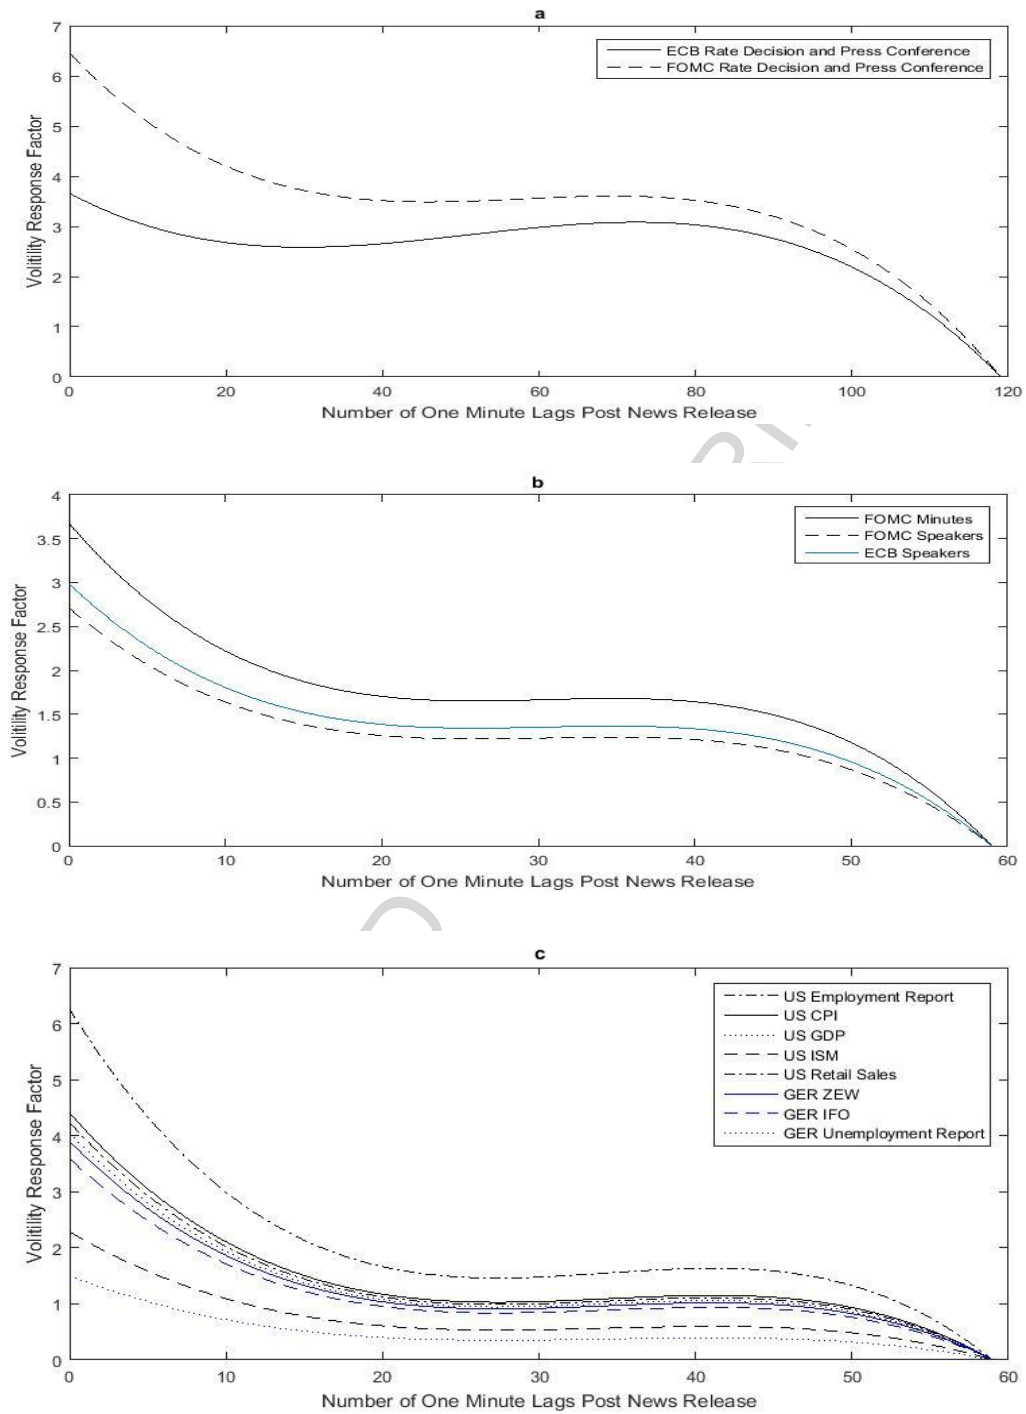 a
7
6
5
4
3
2
1
0
Volitility Response Factor
ECB Rate Decision and Press Conference
FOMC Rate Decision and Press Conference
0 20 40 60 80 100 120
Number of One Minute Lags Post News Release
b
4
3.5
3
2.5
2
1.5
1
0.5
0
Volitility Response Factor
FOMC Minutes
FOMC Speakers
ECB Speakers
0 10 20 30 40 50 60
Number of One Minute Lags Post News Release
c
7
6
5
4
3
2
1
0
Volitility Response Factor
US Employment Report
US CPI
US GDP
US ISM
US Retail Sales
GER ZEW
GER IFO
GER Unemployment Report
0 10 20 30 40 50 60
Number of One Minute Lags Post News Release